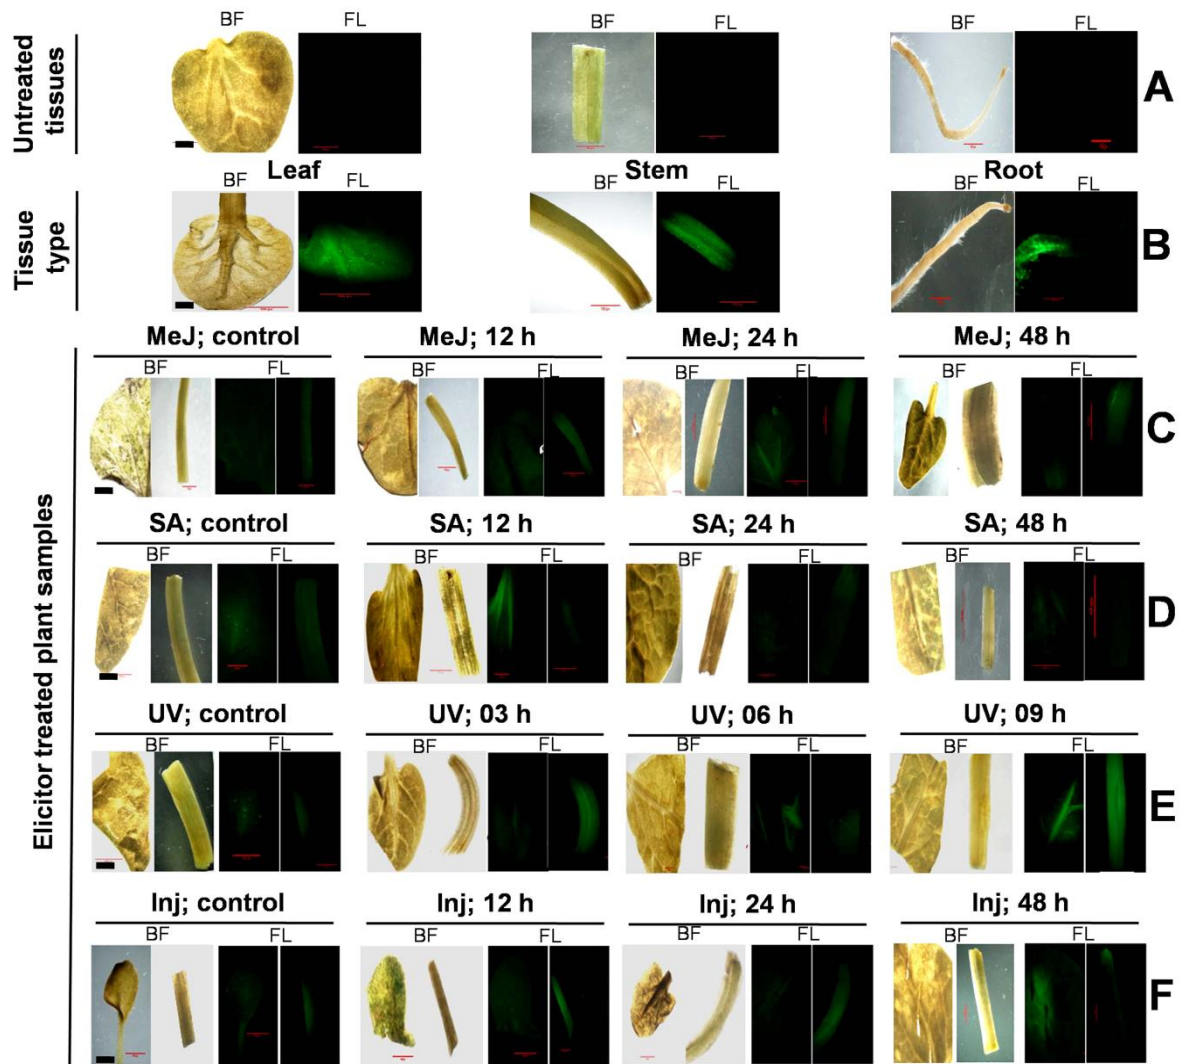 BF FL BF FL BF FL
Untreated tissues
A
Leaf Stem Root
BF FL BF FL BF FL
Tissue type
B
MeJ; control MeJ; 12 h MeJ; 24 h MeJ; 48 h
BF FL BF FL BF FL BF FL
C
Elicitor treated plant samples
SA; control SA; 12 h SA; 24 h SA; 48 h
BF FL BF FL BF FL BF FL
D
UV; control UV; 03 h UV; 06 h UV; 09 h
BF FL BF FL BF FL BF FL
E
Inj; control Inj; 12 h Inj; 24 h Inj; 48 h
BF FL BF FL BF FL BF FL
F